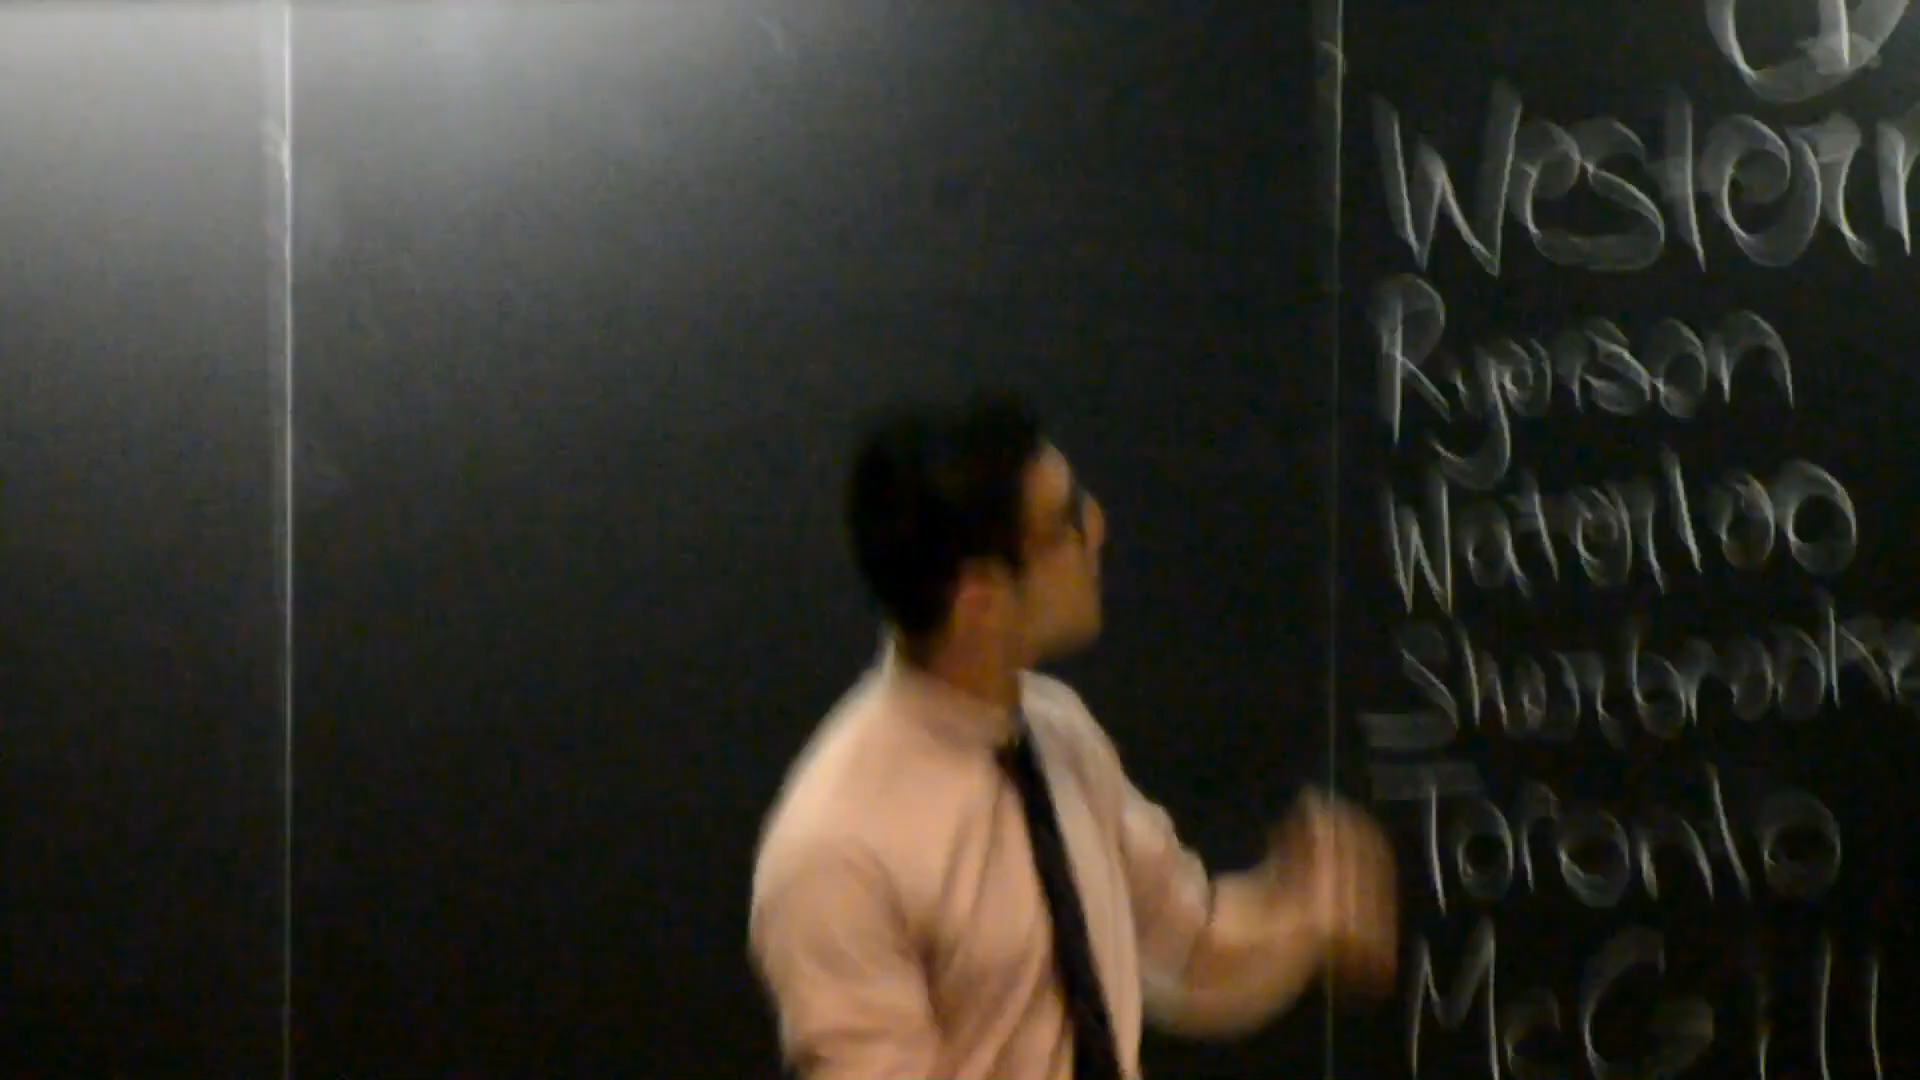 Western
Ryerson
Waterloo
Sherbrooke
Toronto
McGill